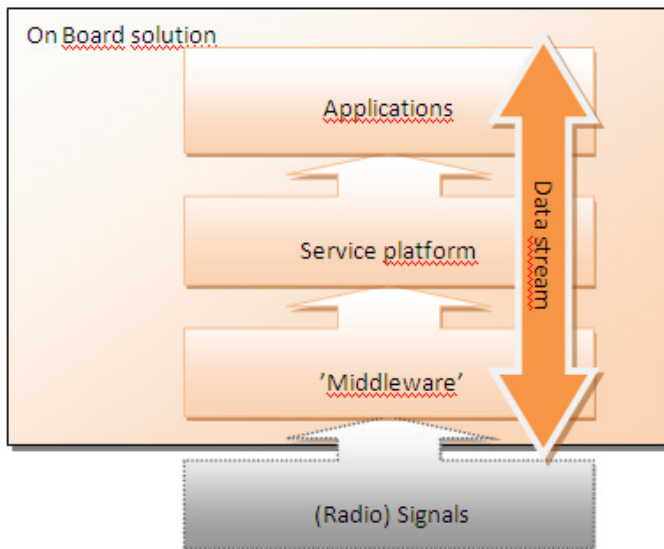 On Board solution
Applications
Data stream
Service platform
’Middleware’
(Radio) Signals